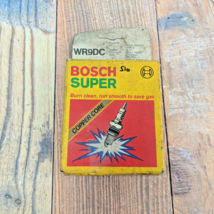 WR9DC
BOSCH
SUPER
Burn clean, run smooth to save gas
COPPER CORE